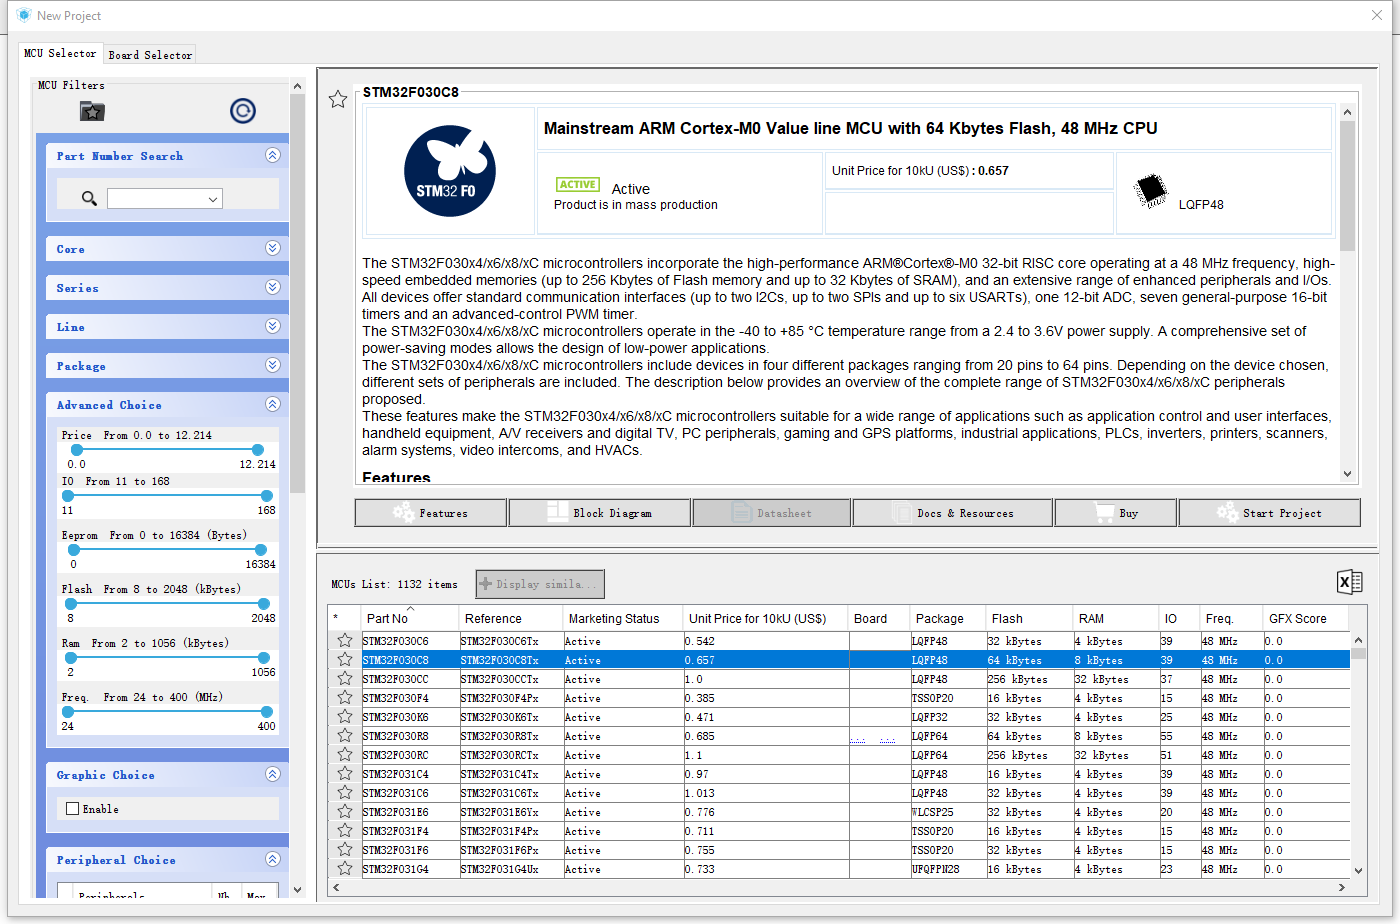 New Project
MCU Selector
Board Selector
MCU Filters
Part Number Search
Core
Series
Line
Package
Advanced Choice
Price From 0.0 to 12.214
0.0 12.214
IO From 11 to 168
11 168
Eeprom From 0 to 16384 (Bytes)
0 16384
Flash From 8 to 2048 (kBytes)
8 2048
Ram From 2 to 1056 (kBytes)
2 1056
Freq. From 24 to 400 (MHz)
24 400
Graphic Choice
Enable
Peripheral Choice
Peripherals Nb Max
STM32F030C8
STM32 F0
Mainstream ARM Cortex-M0 Value line MCU with 64 Kbytes Flash, 48 MHz CPU
ACTIVE Active
Product is in mass production
Unit Price for 10kU (US$) : 0.657
LQFP48
The STM32F030x4/x6/x8/xC microcontrollers incorporate the high-performance ARM®Cortex®-M0 32-bit RISC core operating at a 48 MHz frequency, high-
speed embedded memories (up to 256 Kbytes of Flash memory and up to 32 Kbytes of SRAM), and an extensive range of enhanced peripherals and I/Os.
All devices offer standard communication interfaces (up to two I2Cs, up to two SPIs and up to six USARTs), one 12-bit ADC, seven general-purpose 16-bit
timers and an advanced-control PWM timer.
The STM32F030x4/x6/x8/xC microcontrollers operate in the -40 to +85 °C temperature range from a 2.4 to 3.6V power supply. A comprehensive set of
power-saving modes allows the design of low-power applications.
The STM32F030x4/x6/x8/xC microcontrollers include devices in four different packages ranging from 20 pins to 64 pins. Depending on the device chosen,
different sets of peripherals are included. The description below provides an overview of the complete range of STM32F030x4/x6/x8/xC peripherals
proposed.
These features make the STM32F030x4/x6/x8/xC microcontrollers suitable for a wide range of applications such as application control and user interfaces,
handheld equipment, A/V receivers and digital TV, PC peripherals, gaming and GPS platforms, industrial applications, PLCs, inverters, printers, scanners,
alarm systems, video intercoms, and HVACs.
Features
Features Block Diagram Datasheet Docs & Resources Buy Start Project
MCUs List: 1132 items + Display simila... X
* Part No Reference Marketing Status Unit Price for 10kU (US$) Board Package Flash RAM IO Freq. GFX Score
STM32F030C6 STM32F030C6Tx Active 0.542 LQFP48 32 kBytes 4 kBytes 39 48 MHz 0.0
STM32F030C8 STM32F030C8Tx Active 0.657 LQFP48 64 kBytes 8 kBytes 39 48 MHz 0.0
STM32F030CC STM32F030CCTx Active 1.0 LQFP48 256 kBytes 32 kBytes 37 48 MHz 0.0
STM32F030F4 STM32F030F4Px Active 0.385 TSSOP20 16 kBytes 4 kBytes 15 48 MHz 0.0
STM32F030K6 STM32F030K6Tx Active 0.471 LQFP32 32 kBytes 4 kBytes 25 48 MHz 0.0
STM32F030R8 STM32F030R8Tx Active 0.685 ... ... LQFP64 64 kBytes 8 kBytes 55 48 MHz 0.0
STM32F030RC STM32F030RCTx Active 1.1 LQFP64 256 kBytes 32 kBytes 51 48 MHz 0.0
STM32F031C4 STM32F031C4Tx Active 0.97 LQFP48 16 kBytes 4 kBytes 39 48 MHz 0.0
STM32F031C6 STM32F031C6Tx Active 1.013 LQFP48 32 kBytes 4 kBytes 39 48 MHz 0.0
STM32F031E6 STM32F031E6Yx Active 0.776 WLCSP25 32 kBytes 4 kBytes 20 48 MHz 0.0
STM32F031F4 STM32F031F4Px Active 0.711 TSSOP20 16 kBytes 4 kBytes 15 48 MHz 0.0
STM32F031F6 STM32F031F6Px Active 0.755 TSSOP20 32 kBytes 4 kBytes 15 48 MHz 0.0
STM32F031G4 STM32F031G4Ux Active 0.733 UFQFPN28 16 kBytes 4 kBytes 23 48 MHz 0.0